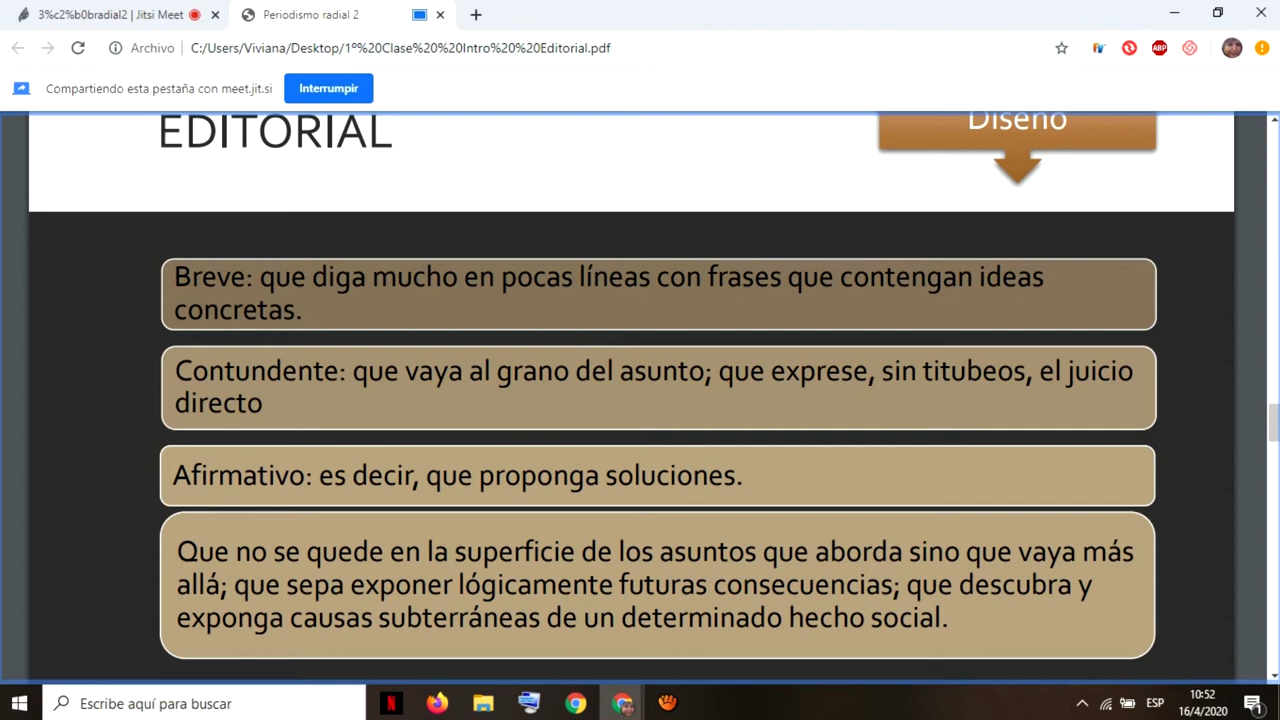 3%c2%b0bradial2 | Jitsi Meet
Periodismo radial 2
Archivo
C:/Users/Viviana/Desktop/1º%20Clase%20%20Intro%20%20Editorial.pdf
ABP
Compartiendo esta pestaña con meet.jit.si
Interrumpir
EDITORIAL
Diseño
Breve: que diga mucho en pocas líneas con frases que contengan ideas
concretas.
Contundente: que vaya al grano del asunto; que exprese, sin titubeos, el juicio
directo
Afirmativo: es decir, que proponga soluciones.
Que no se quede en la superficie de los asuntos que aborda sino que vaya más
allá; que sepa exponer lógicamente futuras consecuencias; que descubra y
exponga causas subterráneas de un determinado hecho social.
Escribe aquí para buscar
N
ESP
10:52
16/4/2020
1